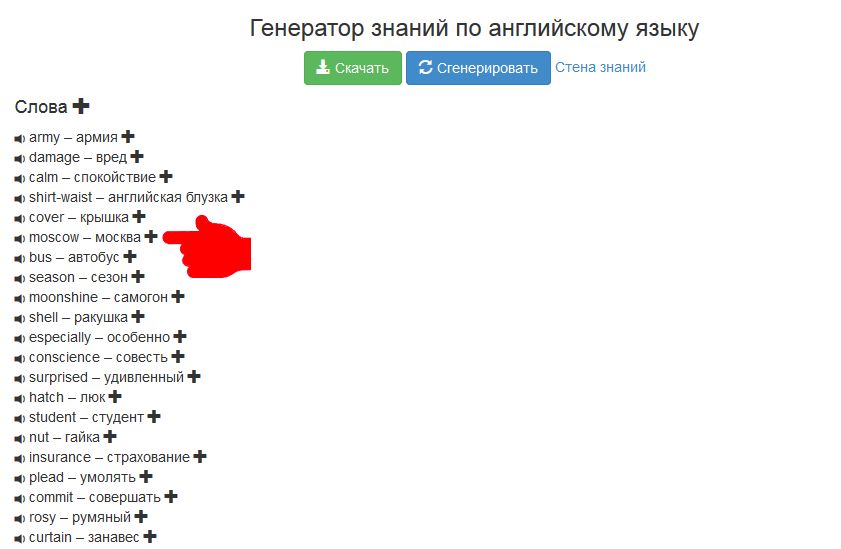 Генератор знаний по английскому языку
Скачать Сгенерировать Стена знаний
Слова
army – армия
damage – вред
calm – спокойствие
shirt-waist – английская блузка
cover – крышка
moscow – москва
bus – автобус
season – сезон
moonshine – самогон
shell – ракушка
especially – особенно
conscience – совесть
surprised – удивленный
hatch – люк
student – студент
nut – гайка
insurance – страхование
plead – умолять
commit – совершать
rosy – румяный
curtain – занавес